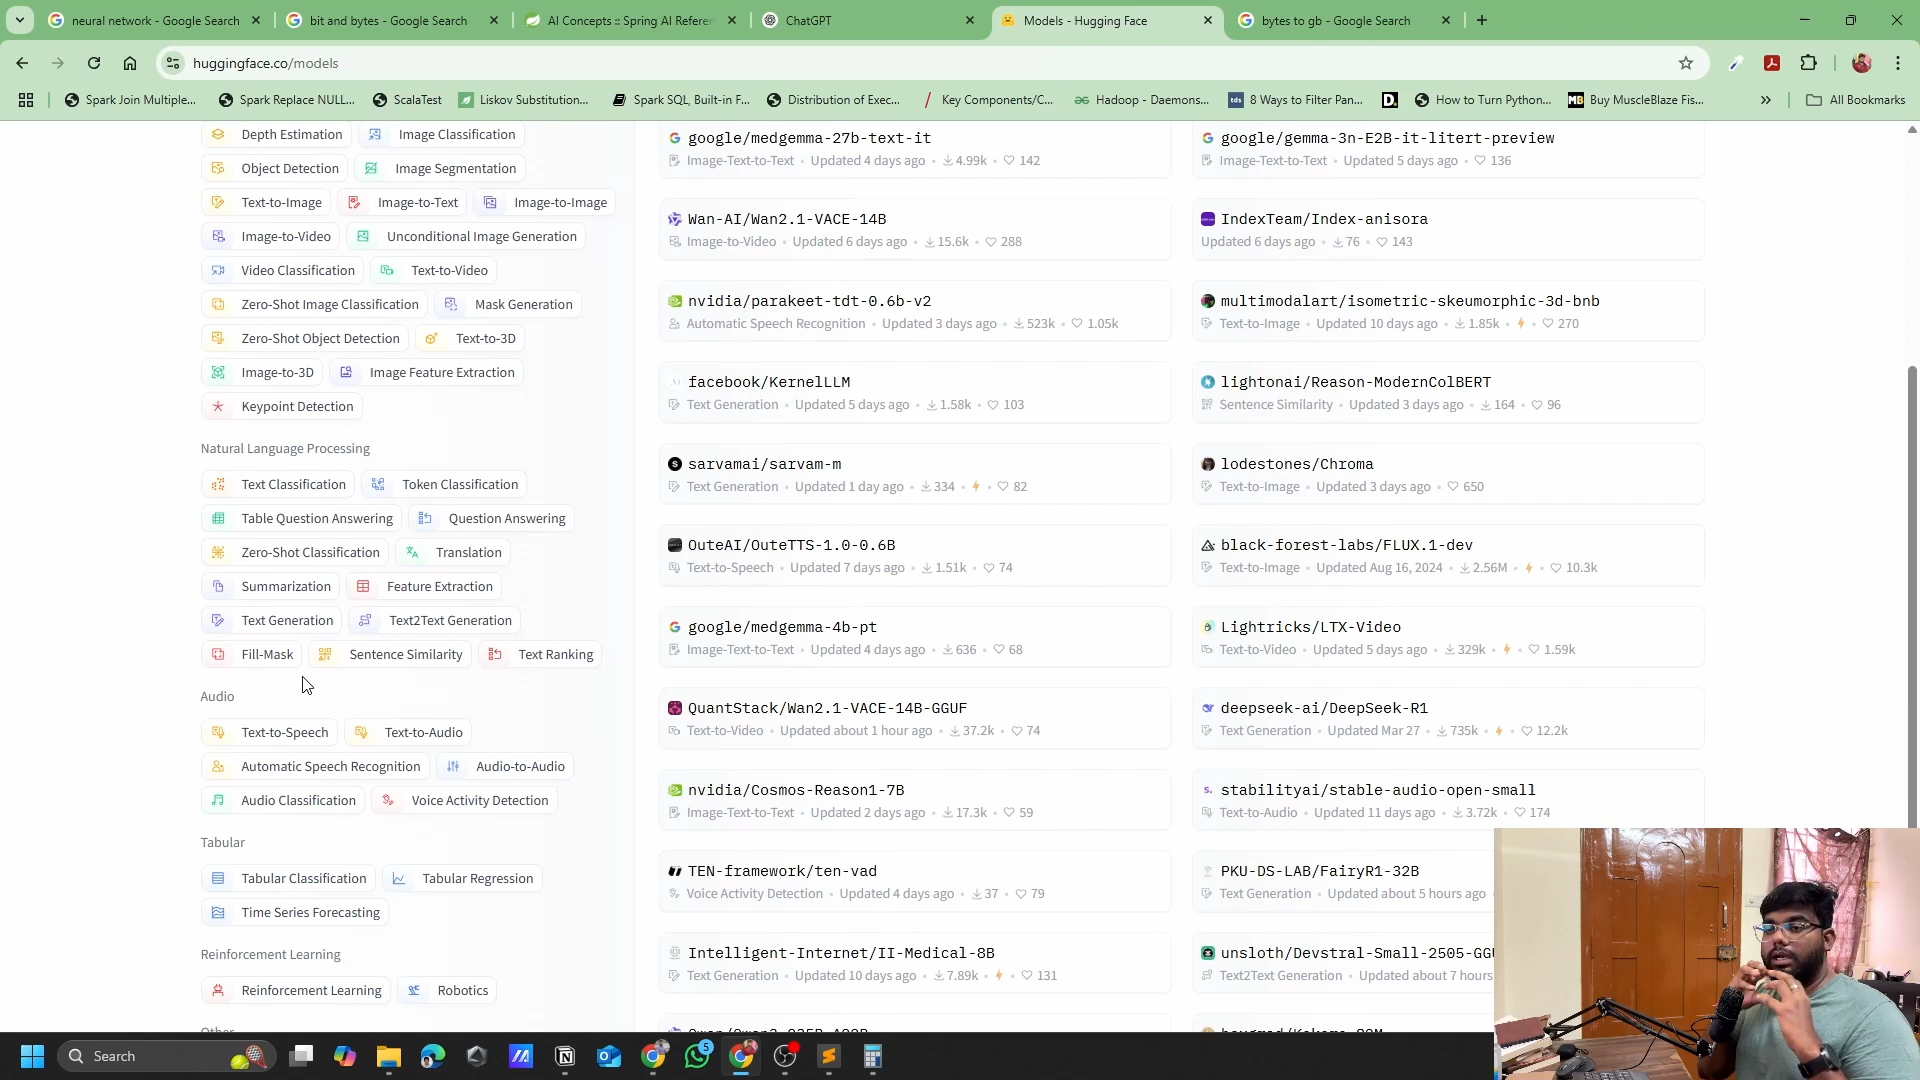 neural network - Google Search
bit and bytes - Google Search
AI Concepts :: Spring AI Referen
ChatGPT
Models - Hugging Face
bytes to gb - Google Search
huggingface.co/models
Spark Join Multiple...
Spark Replace NULL...
ScalaTest
Liskov Substitution...
Spark SQL, Built-in F...
Distribution of Exec...
Key Components/C...
Hadoop - Daemons...
8 Ways to Filter Pan...
How to Turn Python...
Buy MuscleBlaze Fis...
All Bookmarks
Depth Estimation Image Classification
Object Detection Image Segmentation
Text-to-Image Image-to-Text Image-to-Image
Image-to-Video Unconditional Image Generation
Video Classification Text-to-Video
Zero-Shot Image Classification Mask Generation
Zero-Shot Object Detection Text-to-3D
Image-to-3D Image Feature Extraction
Keypoint Detection
Natural Language Processing
Text Classification Token Classification
Table Question Answering Question Answering
Zero-Shot Classification Translation
Summarization Feature Extraction
Text Generation Text2Text Generation
Fill-Mask Sentence Similarity Text Ranking
Audio
Text-to-Speech Text-to-Audio
Automatic Speech Recognition Audio-to-Audio
Audio Classification Voice Activity Detection
Tabular
Tabular Classification Tabular Regression
Time Series Forecasting
Reinforcement Learning
Reinforcement Learning Robotics
google/medgemma-27b-text-it
Image-Text-to-Text • Updated 4 days ago • 4.99k • 142
google/gemma-3n-E2B-it-litert-preview
Image-Text-to-Text • Updated 5 days ago • 136
Wan-AI/Wan2.1-VACE-14B
Image-to-Video • Updated 6 days ago • 15.6k • 288
IndexTeam/Index-anisora
Updated 6 days ago • 76 • 143
nvidia/parakeet-tdt-0.6b-v2
Automatic Speech Recognition • Updated 3 days ago • 523k • 1.05k
multimodalart/isometric-skeumorphic-3d-bnb
Text-to-Image • Updated 10 days ago • 1.85k • 270
facebook/KernelLLM
Text Generation • Updated 5 days ago • 1.58k • 103
lightonai/Reason-ModernColBERT
Sentence Similarity • Updated 3 days ago • 164 • 96
sarvamai/sarvam-m
Text Generation • Updated 1 day ago • 334 • 82
lodestones/Chroma
Text-to-Image • Updated 3 days ago • 650
OuteAI/OuteTTS-1.0-0.6B
Text-to-Speech • Updated 7 days ago • 1.51k • 74
black-forest-labs/FLUX.1-dev
Text-to-Image • Updated Aug 16, 2024 • 2.56M • 10.3k
google/medgemma-4b-pt
Image-Text-to-Text • Updated 4 days ago • 636 • 68
Lightricks/LTX-Video
Text-to-Video • Updated 5 days ago • 329k • 1.59k
QuantStack/Wan2.1-VACE-14B-GGUF
Text-to-Video • Updated about 1 hour ago • 37.2k • 74
deepseek-ai/DeepSeek-R1
Text Generation • Updated Mar 27 • 735k • 12.2k
nvidia/Cosmos-Reason1-7B
Image-Text-to-Text • Updated 2 days ago • 17.3k • 59
stabilityai/stable-audio-open-small
Text-to-Audio • Updated 11 days ago • 3.72k • 174
TEN-framework/ten-vad
Voice Activity Detection • Updated 4 days ago • 37 • 79
PKU-DS-LAB/FairyR1-32B
Text Generation • Updated about 5 hours ago
Intelligent-Internet/II-Medical-8B
Text Generation • Updated 10 days ago • 7.89k • 131
unsloth/Devstral-Small-2505-GGU
Text2Text Generation • Updated about 7 hours
Search
5